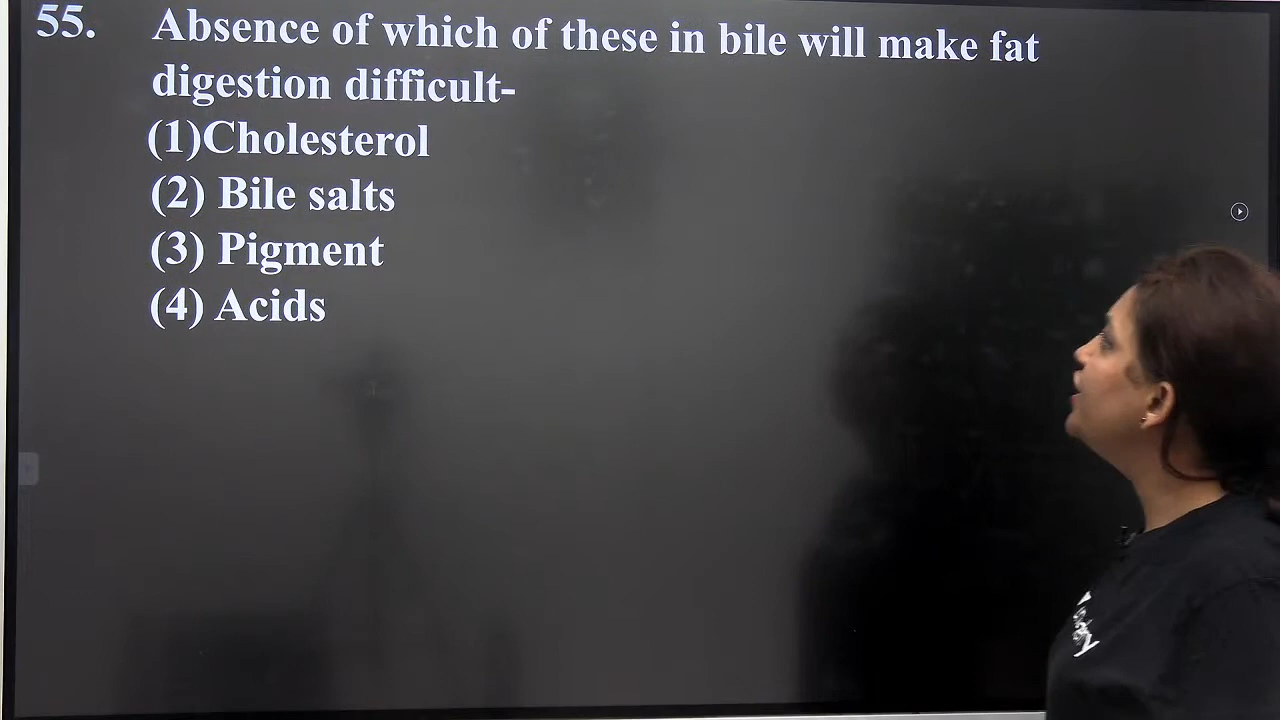 55. Absence of which of these in bile will make fat
digestion difficult-
(1)Cholesterol
(2) Bile salts
(3) Pigment
(4) Acids